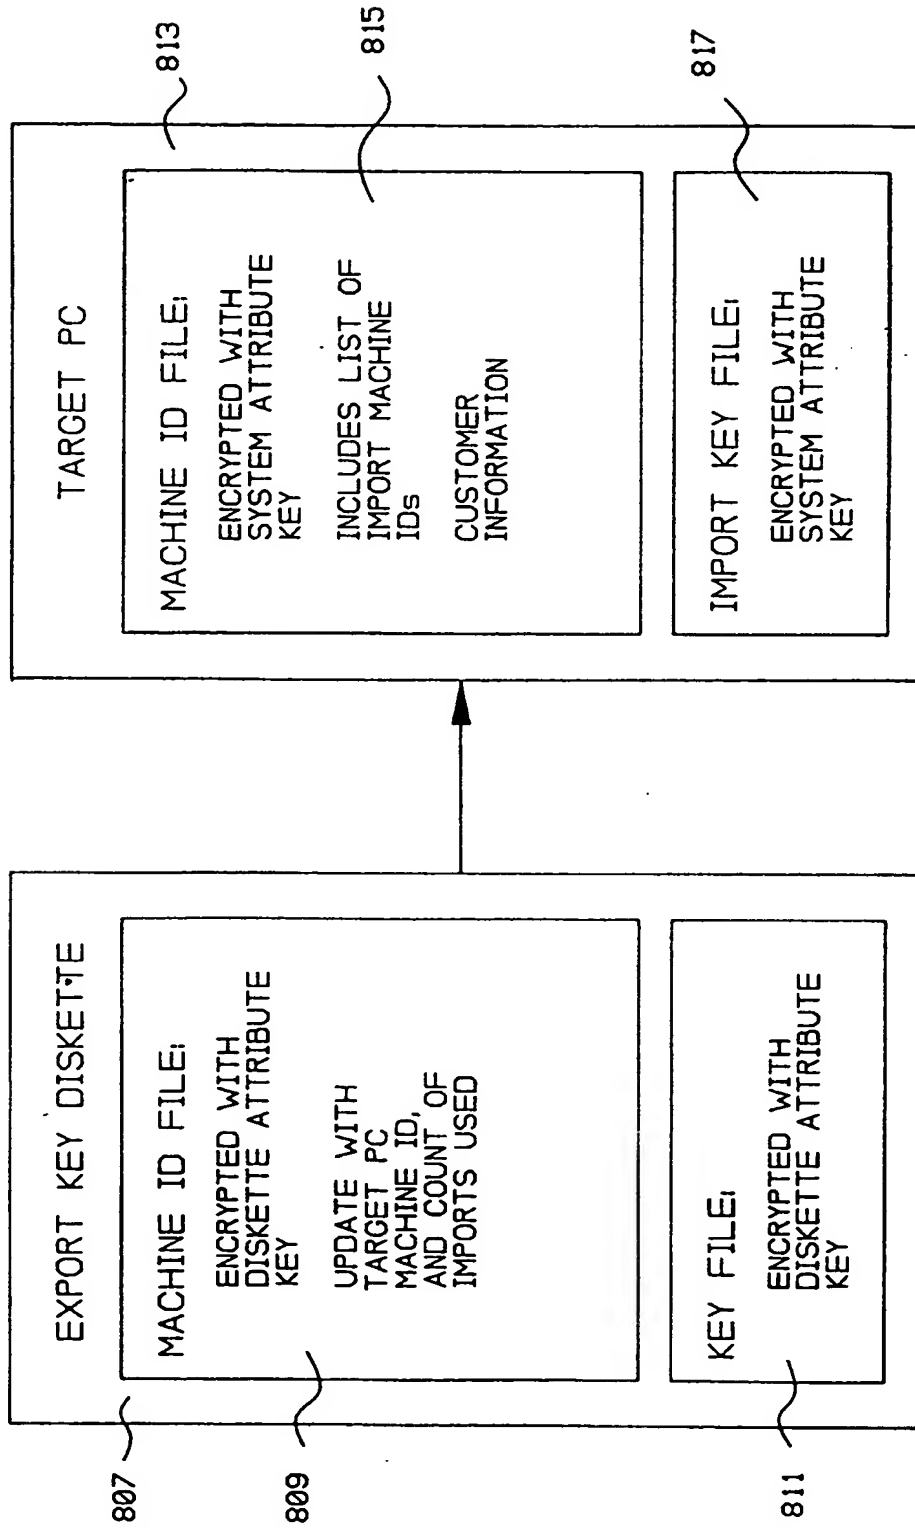 EXPORT KEY DISKETTE
MACHINE ID FILE:
ENCRYPTED WITH
DISKETTE ATTRIBUTE
KEY
UPDATE WITH
TARGET PC
MACHINE ID,
AND COUNT OF
IMPORTS USED
KEY FILE:
ENCRYPTED WITH
DISKETTE ATTRIBUTE
KEY
807
809
811
TARGET PC
MACHINE ID FILE:
ENCRYPTED WITH
SYSTEM ATTRIBUTE
KEY
INCLUDES LIST OF
IMPORT MACHINE
IDs
CUSTOMER
INFORMATION
IMPORT KEY FILE:
ENCRYPTED WITH
SYSTEM ATTRIBUTE
KEY
813
815
817